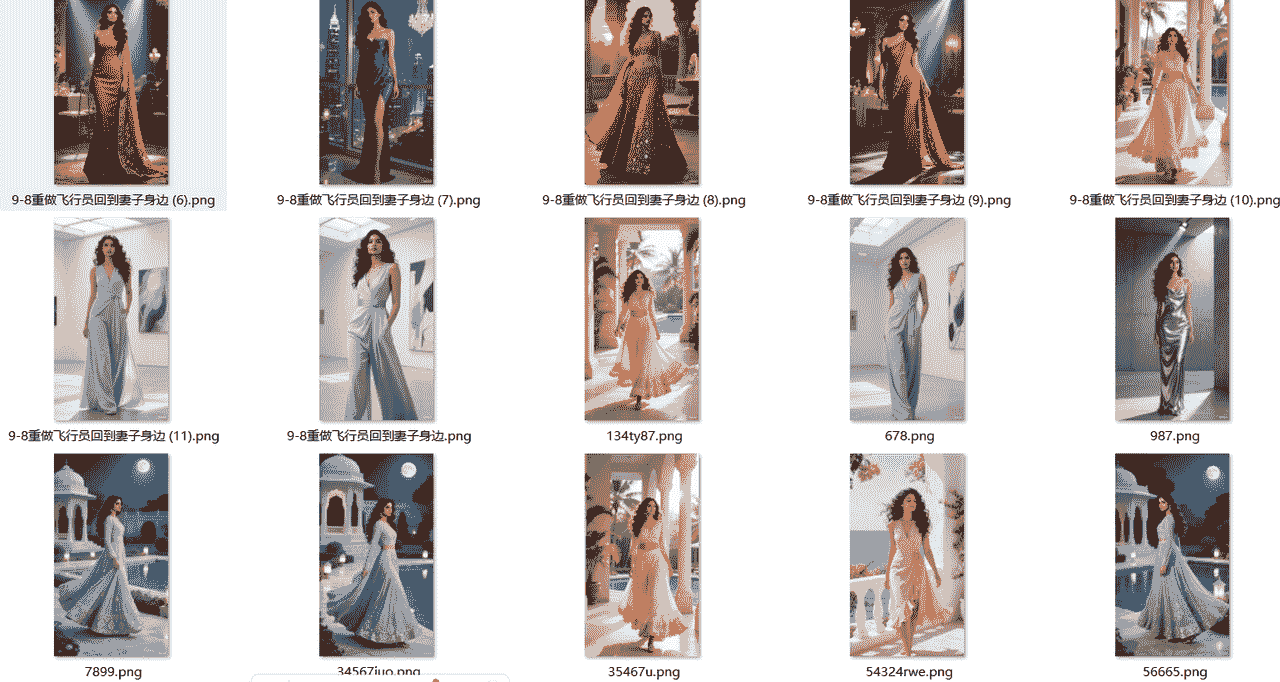 9-8重做飞行员回到妻子身边 (6).png
9-8重做飞行员回到妻子身边 (7).png
9-8重做飞行员回到妻子身边 (8).png
9-8重做飞行员回到妻子身边 (9).png
9-8重做飞行员回到妻子身边 (10).png
9-8重做飞行员回到妻子身边 (11).png
9-8重做飞行员回到妻子身边.png
134ty87.png
678.png
987.png
7899.png
35467u.png
54324rwe.png
56665.png